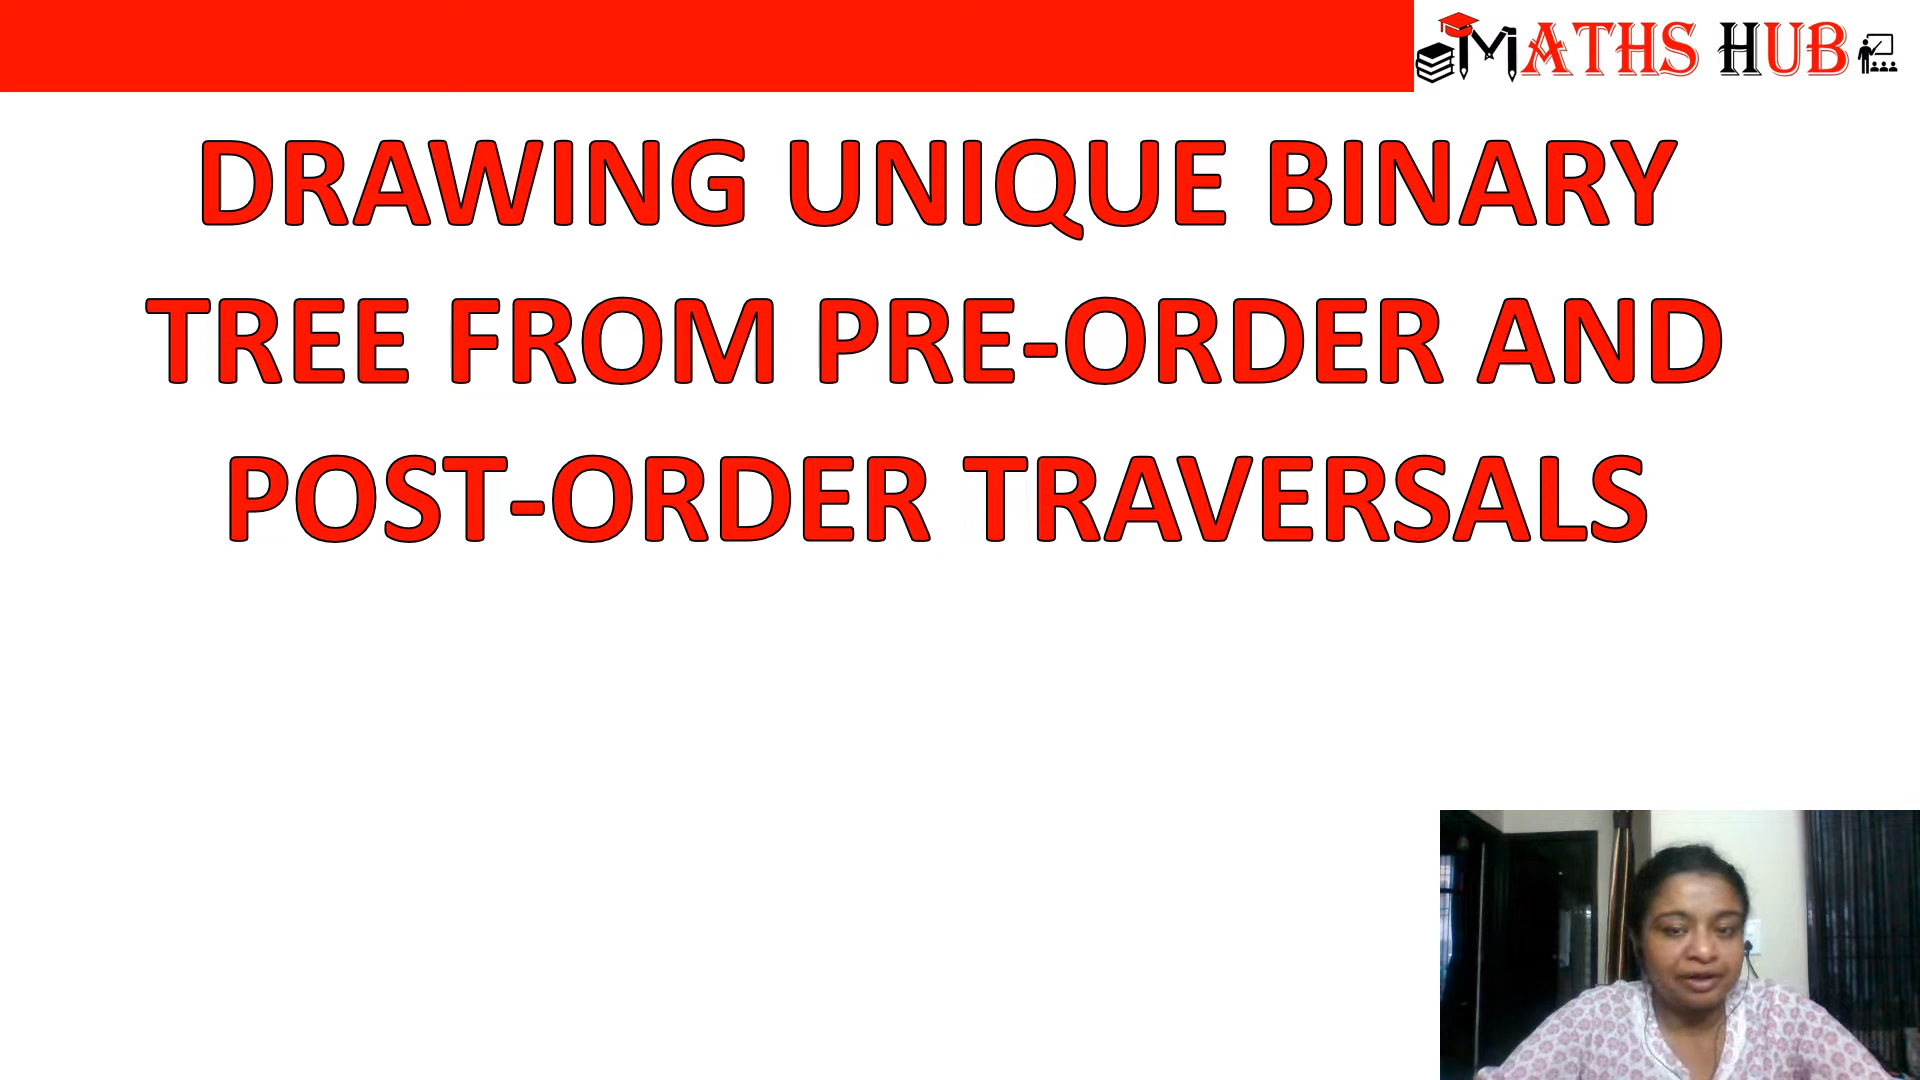 MATHS HUB
DRAWING UNIQUE BINARY
TREE FROM PRE-ORDER AND
POST-ORDER TRAVERSALS